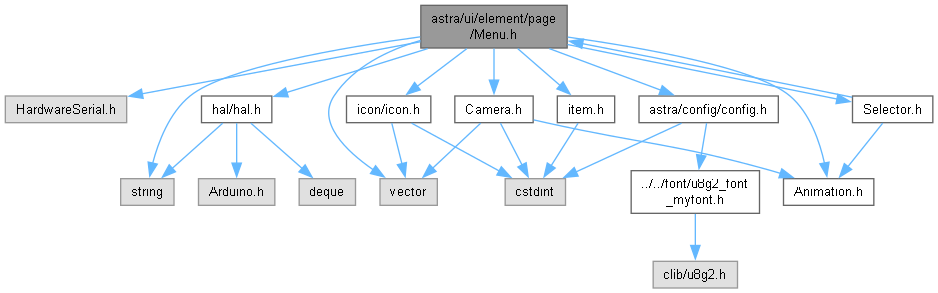 astra/ui/element/page
/Menu.h
HardwareSerial.h
hal/hal.h
icon/icon.h
Camera.h
item.h
astra/config/config.h
Selector.h
string
Arduino.h
deque
vector
cstdint
../../font/u8g2_font
_myfont.h
Animation.h
clib/u8g2.h